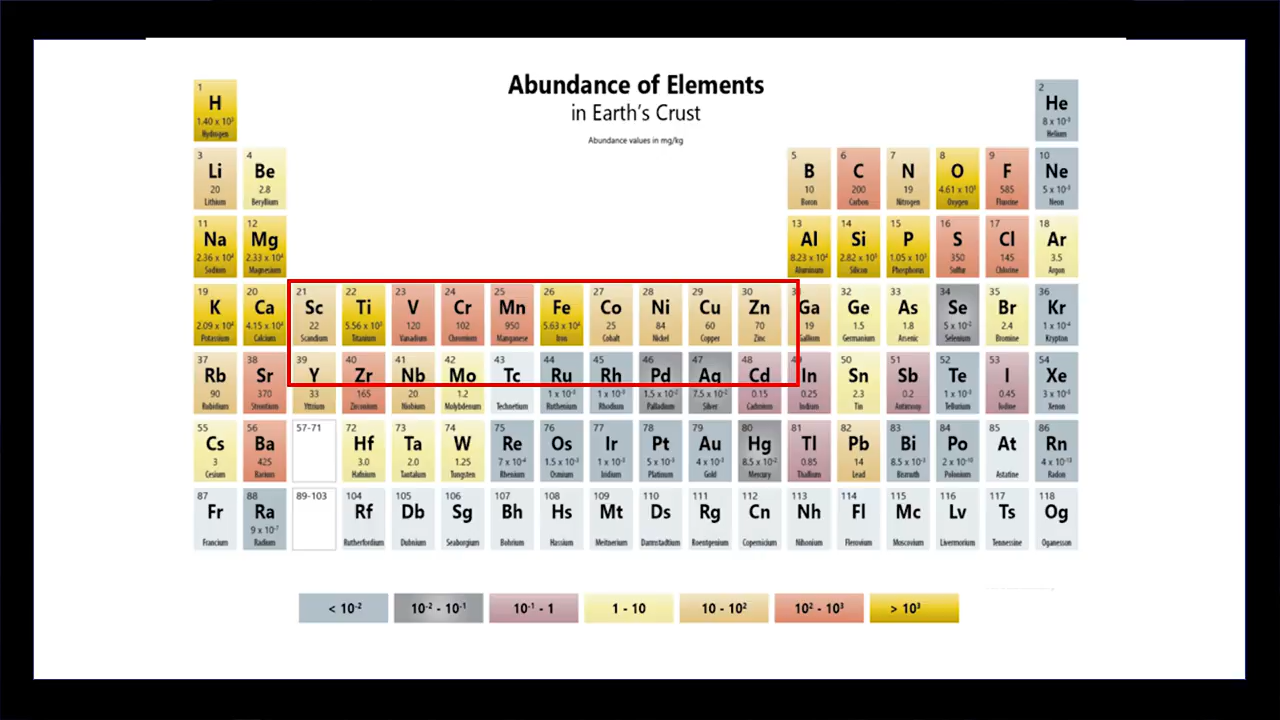 Abundance of Elements
in Earth's Crust
Abundance values in mg/kg
1 2
H He
1.40 x 10³ 8 x 10⁻³
Hydrogen Helium
3 4 5 6 7 8 9 10
Li Be B C N O F Ne
20 2.8 10 200 19 4.61 x 10⁵ 585 5 x 10⁻³
Lithium Beryllium Boron Carbon Nitrogen Oxygen Fluorine Neon
11 12 13 14 15 16 17 18
Na Mg Al Si P S Cl Ar
2.36 x 10⁴ 2.33 x 10⁴ 8.23 x 10⁴ 2.82 x 10⁵ 1.05 x 10³ 350 145 3.5
Sodium Magnesium Aluminum Silicon Phosphorus Sulfur Chlorine Argon
19 20 21 22 23 24 25 26 27 28 29 30 32 33 34 35 36
K Ca Sc Ti V Cr Mn Fe Co Ni Cu Zn Ga Ge As Se Br Kr
2.09 x 10⁴ 4.15 x 10⁴ 22 5.56 x 10³ 120 102 950 5.63 x 10⁴ 25 84 60 70 19 1.5 1.8 5 x 10⁻² 2.4 1 x 10⁻⁴
Potassium Calcium Scandium Titanium Vanadium Chromium Manganese Iron Cobalt Nickel Copper Zinc Gallium Germanium Arsenic Selenium Bromine Krypton
37 38 39 40 41 42 43 44 45 46 47 48 50 51 52 53 54
Rb Sr Y Zr Nb Mo Tc Ru Rh Pd Ag Cd In Sn Sb Te I Xe
90 370 33 165 20 1.2 1 x 10⁻³ 1 x 10⁻³ 1.5 x 10⁻² 7.5 x 10⁻² 0.15 0.25 2.3 0.2 1 x 10⁻³ 0.45 3 x 10⁻⁵
Rubidium Strontium Yttrium Zirconium Niobium Molybdenum Technetium Ruthenium Rhodium Palladium Silver Cadmium Indium Tin Antimony Tellurium Iodine Xenon
55 56 57-71 72 73 74 75 76 77 78 79 80 81 82 83 84 85 86
Cs Ba Hf Ta W Re Os Ir Pt Au Hg Tl Pb Bi Po At Rn
3 425 3.0 2.0 1.25 7 x 10⁻⁴ 1.5 x 10⁻³ 1 x 10⁻³ 5 x 10⁻³ 4 x 10⁻³ 8.5 x 10⁻² 0.85 14 8.5 x 10⁻³ 2 x 10⁻¹⁰ 4 x 10⁻¹³
Cesium Barium Hafnium Tantalum Tungsten Rhenium Osmium Iridium Platinum Gold Mercury Thallium Lead Bismuth Polonium Astatine Radon
87 88 89-103 104 105 106 107 108 109 110 111 112 113 114 115 116 117 118
Fr Ra Rf Db Sg Bh Hs Mt Ds Rg Cn Nh Fl Mc Lv Ts Og
9 x 10⁻⁷
Francium Radium Rutherfordium Dubnium Seaborgium Bohrium Hassium Meitnerium Darmstadtium Roentgenium Copernicium Nihonium Flerovium Moscovium Livermorium Tennessine Oganesson
< 10⁻² 10⁻² - 10⁻¹ 10⁻¹ - 1 1 - 10 10 - 10² 10² - 10³ > 10³